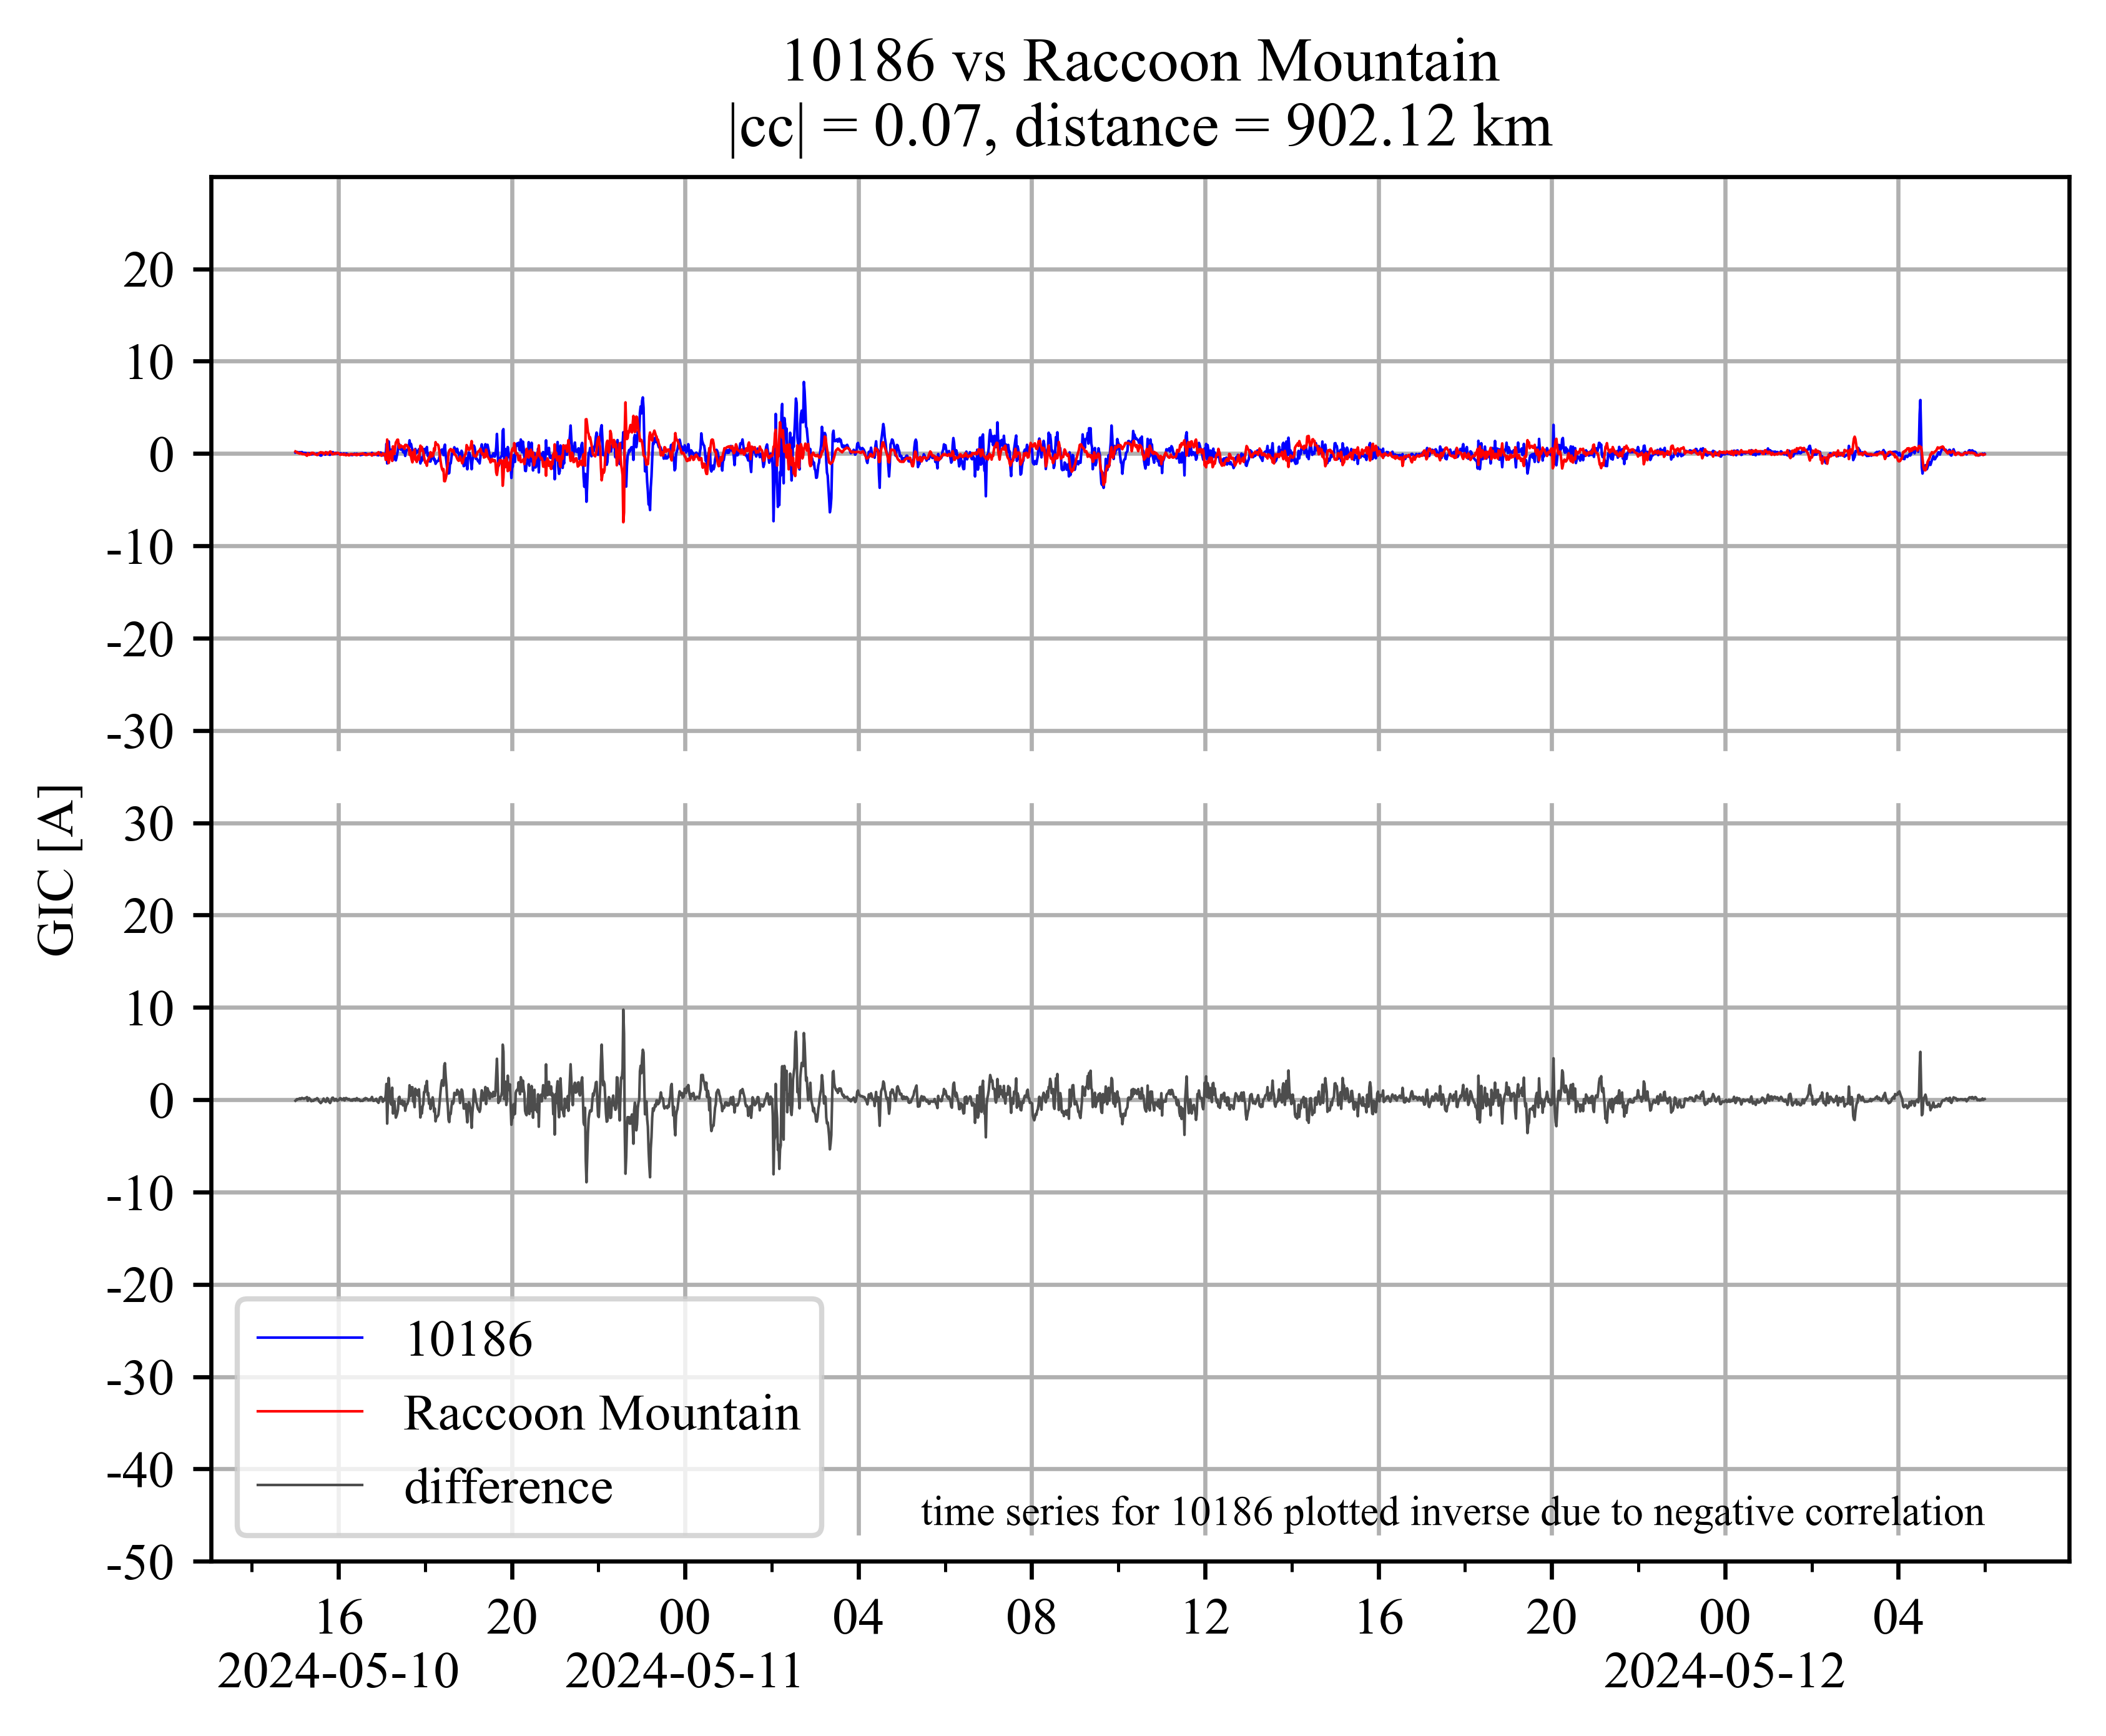 10186 vs Raccoon Mountain
|cc| = 0.07, distance = 902.12 km
20
10
0
-10
-20
-30
30
20
10
0
-10
-20
-30
-40
-50
GIC [A]
10186
Raccoon Mountain
difference
time series for 10186 plotted inverse due to negative correlation
16 20 00 04 08 12 16 20 00 04
2024-05-10 2024-05-11 2024-05-12